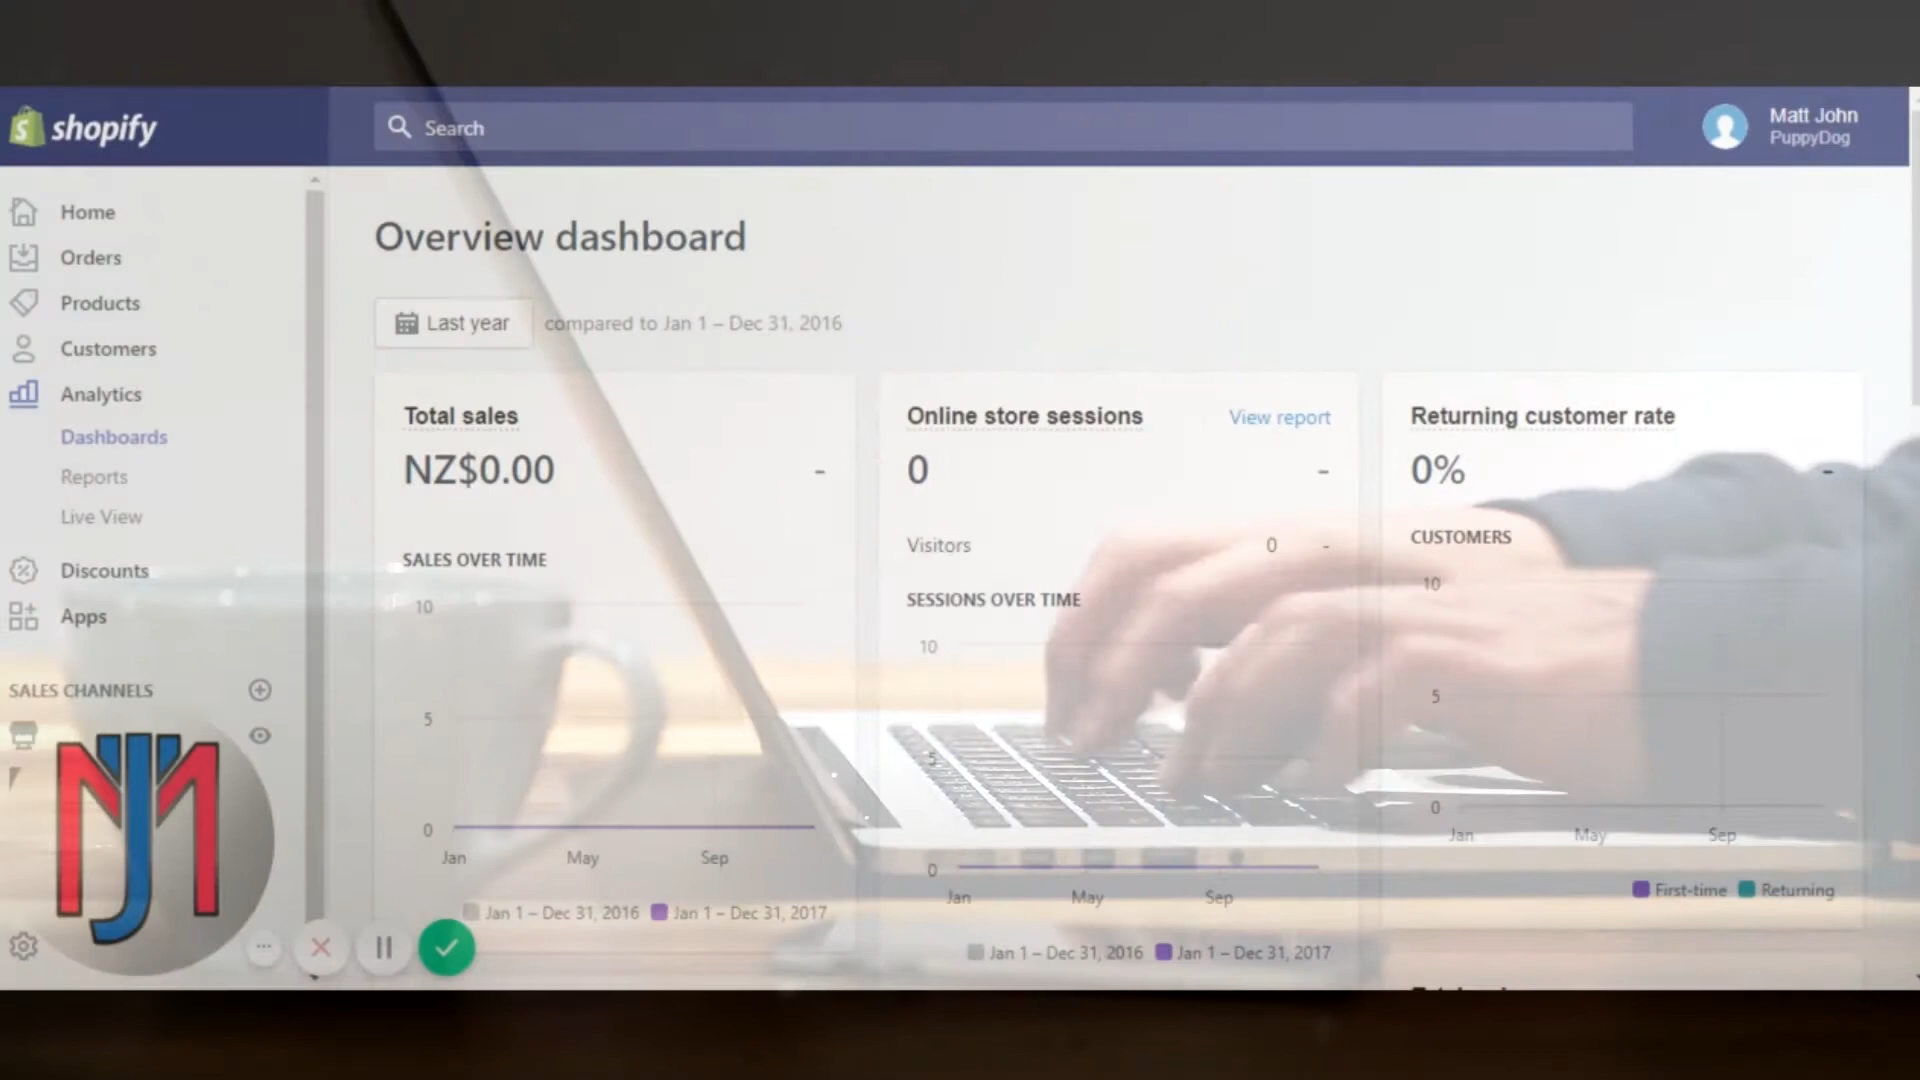 shopify
Search
Matt John
PuppyDog
Home
Orders
Products
Customers
Analytics
Dashboards
Reports
Live View
Discounts
Apps
SALES CHANNELS
Overview dashboard
Last year compared to Jan 1 – Dec 31, 2016
Total sales
NZ$0.00 -
SALES OVER TIME
10
5
0
Jan May Sep
Jan 1 – Dec 31, 2016 Jan 1 – Dec 31, 2017
Online store sessions View report
0 -
Visitors 0 -
SESSIONS OVER TIME
10
5
0
Jan May Sep
Jan 1 – Dec 31, 2016 Jan 1 – Dec 31, 2017
Returning customer rate
0% -
CUSTOMERS
10
5
0
Jan May Sep
First-time Returning
MJ